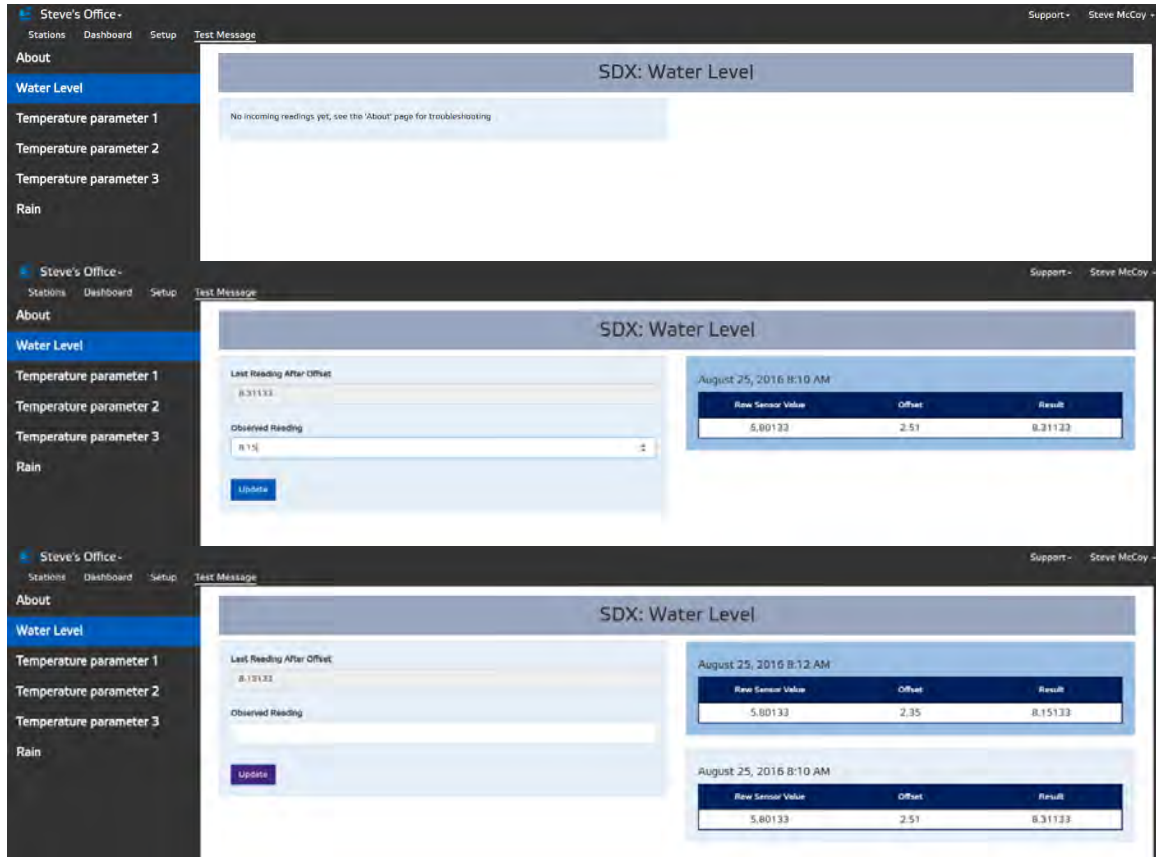 Steve's Office Support Steve McCoy
Stations Dashboard Setup Test Message
About
SDX: Water Level
Water Level
No incoming readings yet, see the 'About' page for troubleshooting
Temperature parameter 1
Temperature parameter 2
Temperature parameter 3
Rain
Steve's Office Support Steve McCoy
Stations Dashboard Setup Test Message
About
SDX: Water Level
Water Level
Last Reading After Offset
8.31133
Observed Reading
8.15
Update
August 25, 2016 8:10 AM
Raw Sensor Value Offset Result
5.80133 2.51 8.31133
Temperature parameter 1
Temperature parameter 2
Temperature parameter 3
Rain
Steve's Office Support Steve McCoy
Stations Dashboard Setup Test Message
About
SDX: Water Level
Water Level
Last Reading After Offset
8.15133
Observed Reading
Update
August 25, 2016 8:12 AM
Raw Sensor Value Offset Result
5.80133 2.35 8.15133
August 25, 2016 8:10 AM
Raw Sensor Value Offset Result
5.80133 2.51 8.31133
Temperature parameter 1
Temperature parameter 2
Temperature parameter 3
Rain